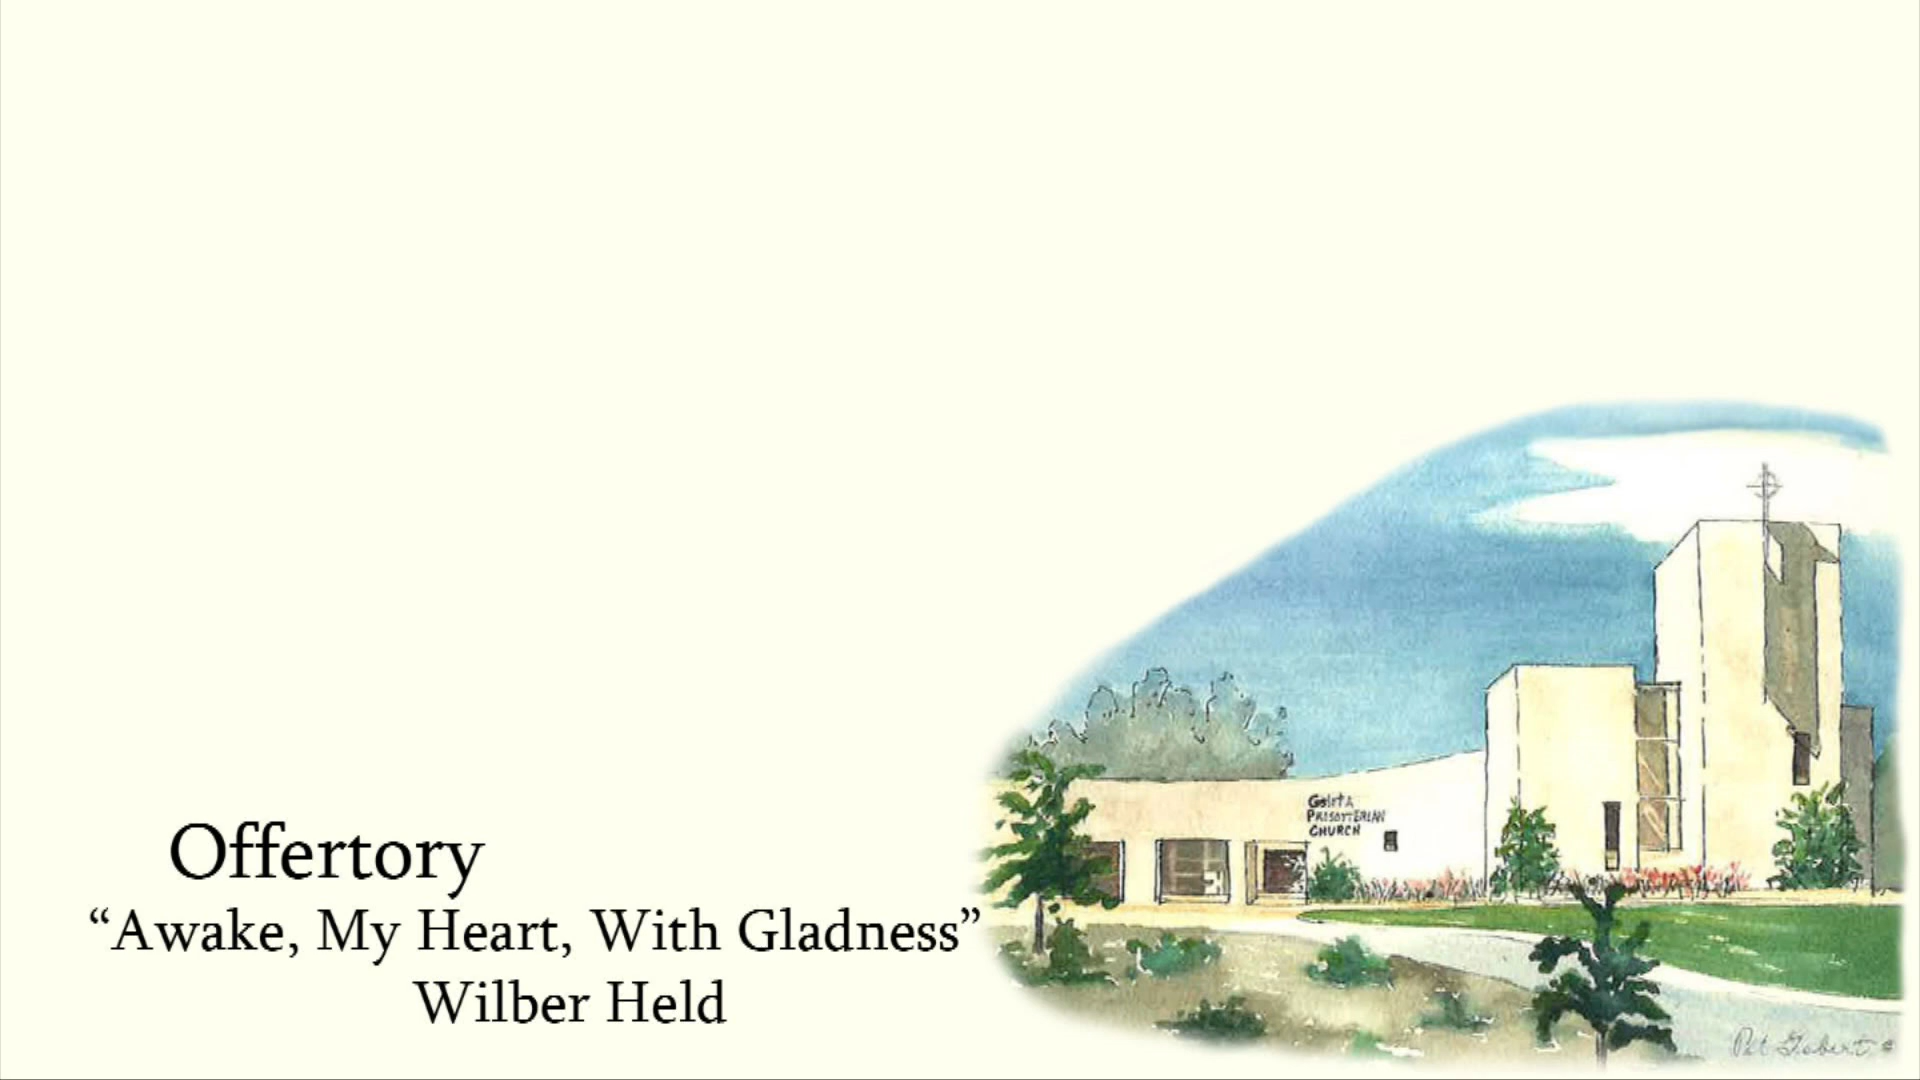 Goleta
Presbyterian
Church
Offertory
“Awake, My Heart, With Gladness”
Wilber Held